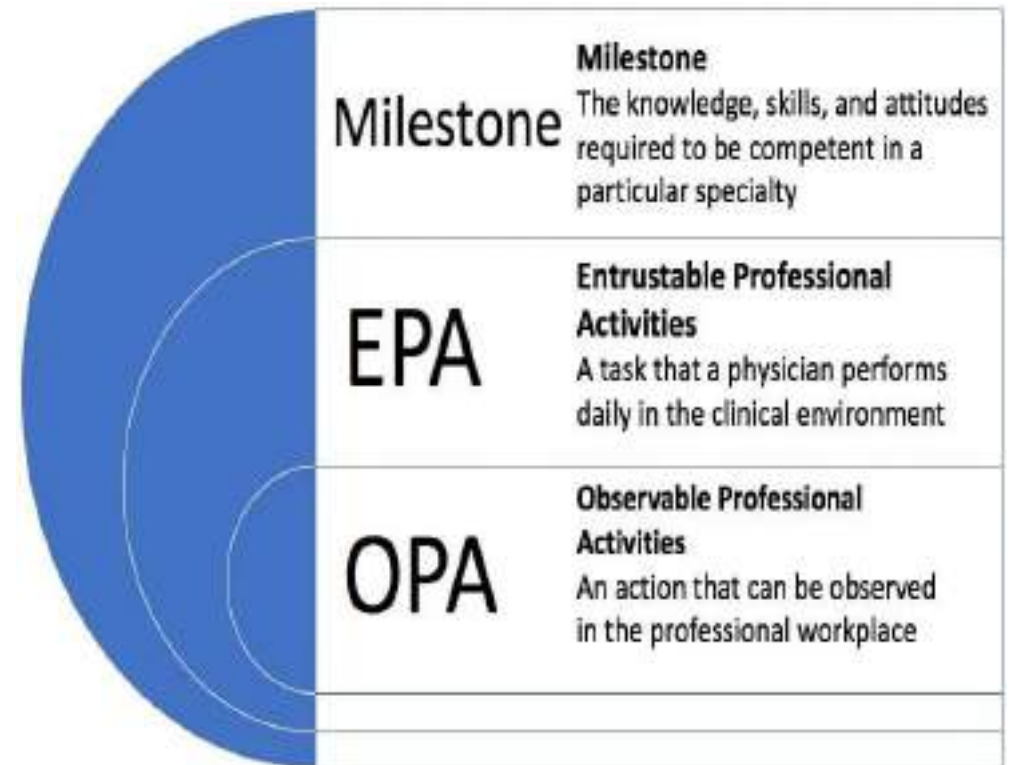 Milestone
Milestone
The knowledge, skills, and attitudes
required to be competent in a
particular specialty
EPA
Entrustable Professional
Activities
A task that a physician performs
daily in the clinical environment
OPA
Observable Professional
Activities
An action that can be observed
in the professional workplace